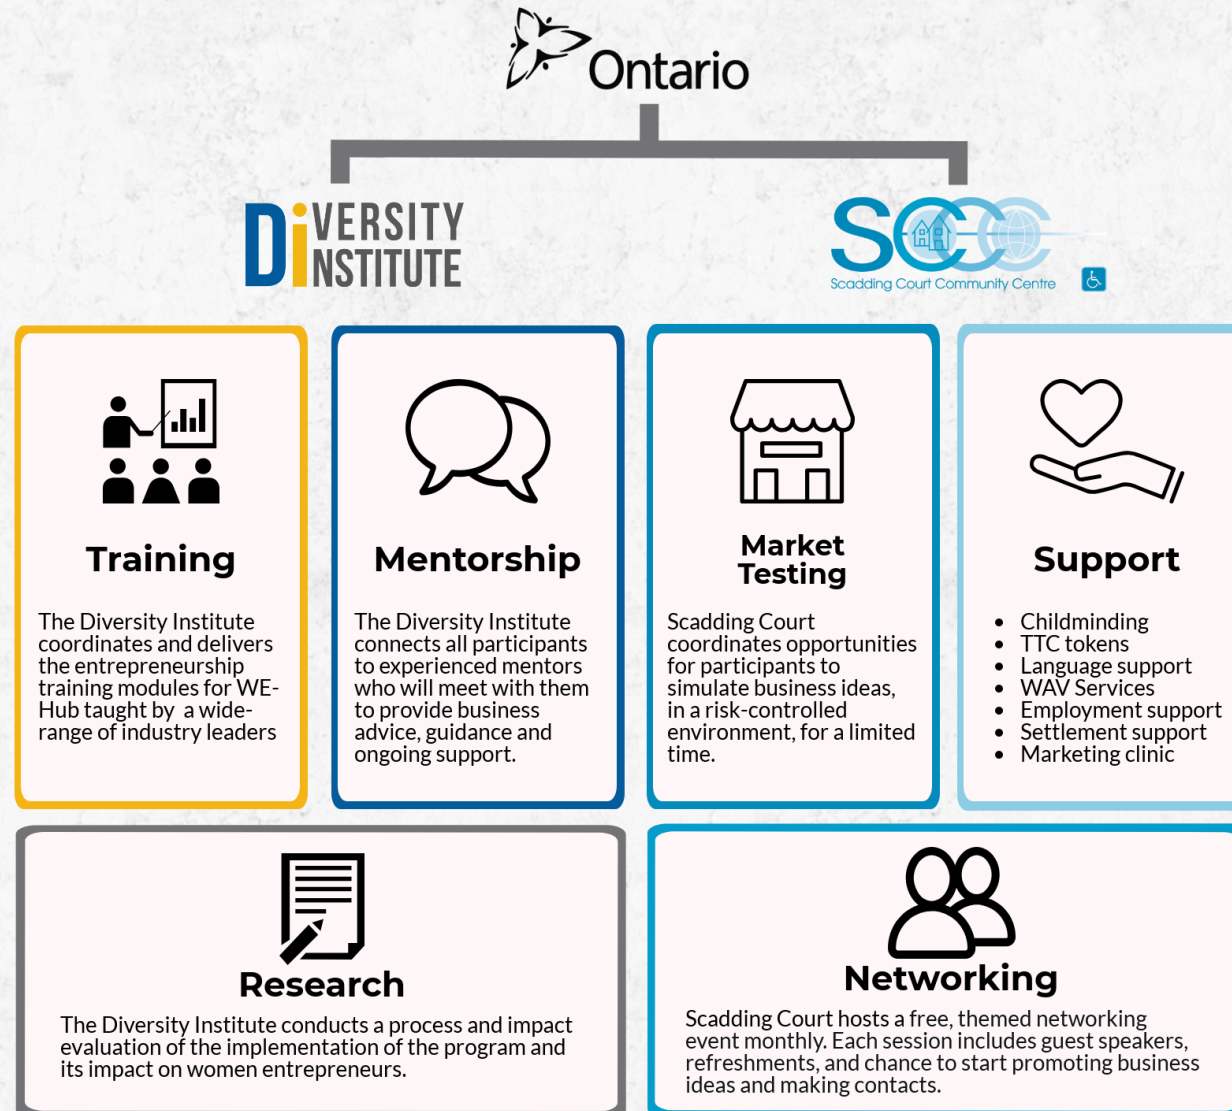 Ontario
DiVERSITY
iNSTITUTE
SCCC
Scadding Court Community Centre
Training
The Diversity Institute
coordinates and delivers
the entrepreneurship
training modules for WE-
Hub taught by  a wide-
range of industry leaders
Mentorship
The Diversity Institute
connects all participants
to experienced mentors
who will meet with them
to provide business
advice, guidance and
ongoing support.
Market
Testing
Scadding Court
coordinates opportunities
for participants to
simulate business ideas,
in a risk-controlled
environment, for a limited
time.
Support
• Childminding
• TTC tokens
• Language support
• WAV Services
• Employment support
• Settlement support
• Marketing clinic
Research
The Diversity Institute conducts a process and impact
evaluation of the implementation of the program and
its impact on women entrepreneurs.
Networking
Scadding Court hosts a free, themed networking
event monthly. Each session includes guest speakers,
refreshments, and chance to start promoting business
ideas and making contacts.